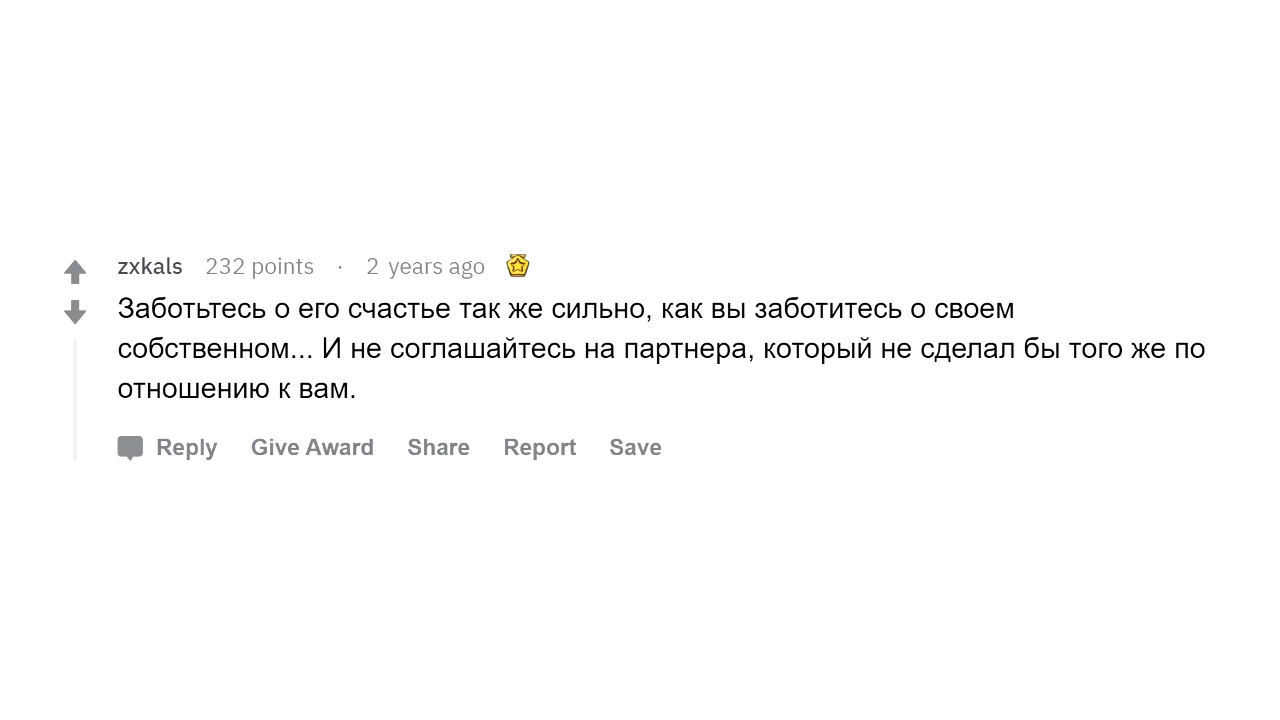 zxkals 232 points · 2 years ago
Заботьтесь о его счастье так же сильно, как вы заботитесь о своем
собственном... И не соглашайтесь на партнера, который не сделал бы того же по
отношению к вам.
Reply Give Award Share Report Save